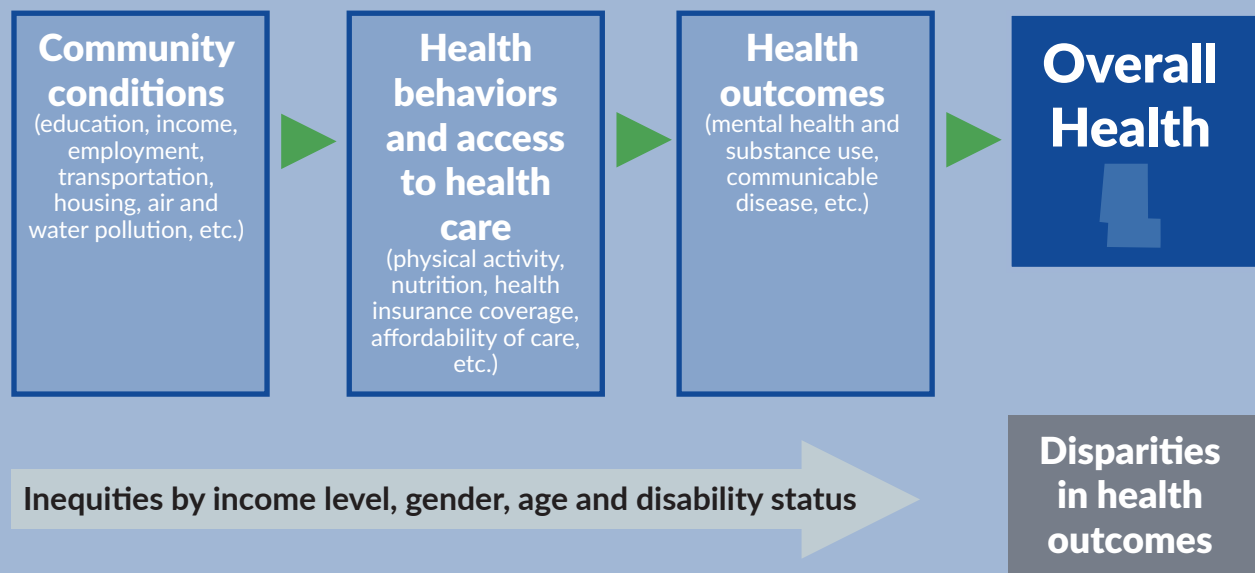 Community
conditions
(education, income,
employment,
transportation,
housing, air and
water pollution, etc.)
Health
behaviors
and access
to health
care
(physical activity,
nutrition, health
insurance coverage,
affordability of care,
etc.)
Health
outcomes
(mental health and
substance use,
communicable
disease, etc.)
Overall
Health
Inequities by income level, gender, age and disability status
Disparities
in health
outcomes